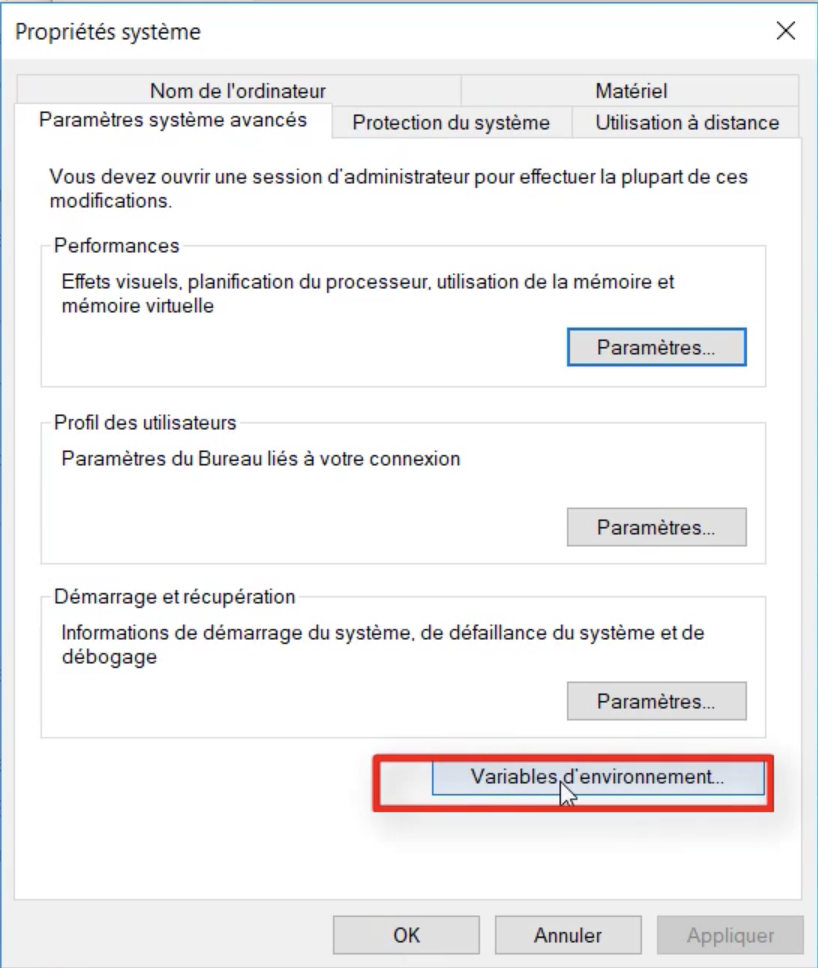 Propriétés système
Nom de l'ordinateur
Matériel
Paramètres système avancés
Protection du système
Utilisation à distance
Vous devez ouvrir une session d'administrateur pour effectuer la plupart de ces
modifications.
Performances
Effets visuels, planification du processeur, utilisation de la mémoire et
mémoire virtuelle
Paramètres...
Profil des utilisateurs
Paramètres du Bureau liés à votre connexion
Paramètres...
Démarrage et récupération
Informations de démarrage du système, de défaillance du système et de
débogage
Paramètres...
Variables d'environnement...
OK
Annuler
Appliquer